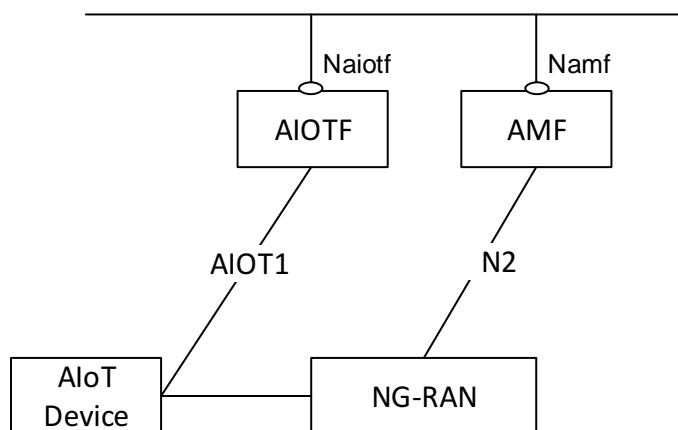 Naiotf
Namf
AIOTF
AMF
AIOT1
N2
AIoT
Device
NG-RAN